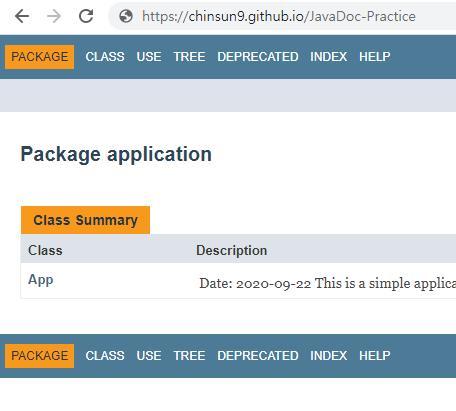 https://chinsun9.github.io/JavaDoc-Practice
PACKAGE CLASS USE TREE DEPRECATED INDEX HELP
Package application
Class Summary
Class Description
App Date: 2020-09-22 This is a simple applica
PACKAGE CLASS USE TREE DEPRECATED INDEX HELP